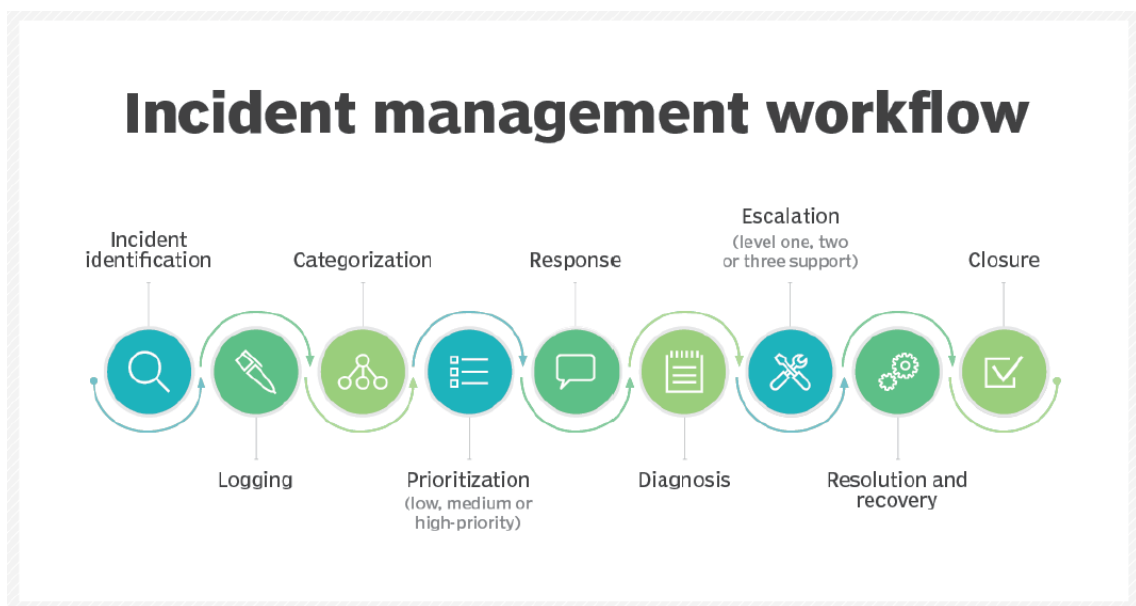 Incident management workflow
Incident
identification
Logging
Categorization
Prioritization
(low, medium or
high-priority)
Response
Diagnosis
Escalation
(level one, two
or three support)
Resolution and
recovery
Closure